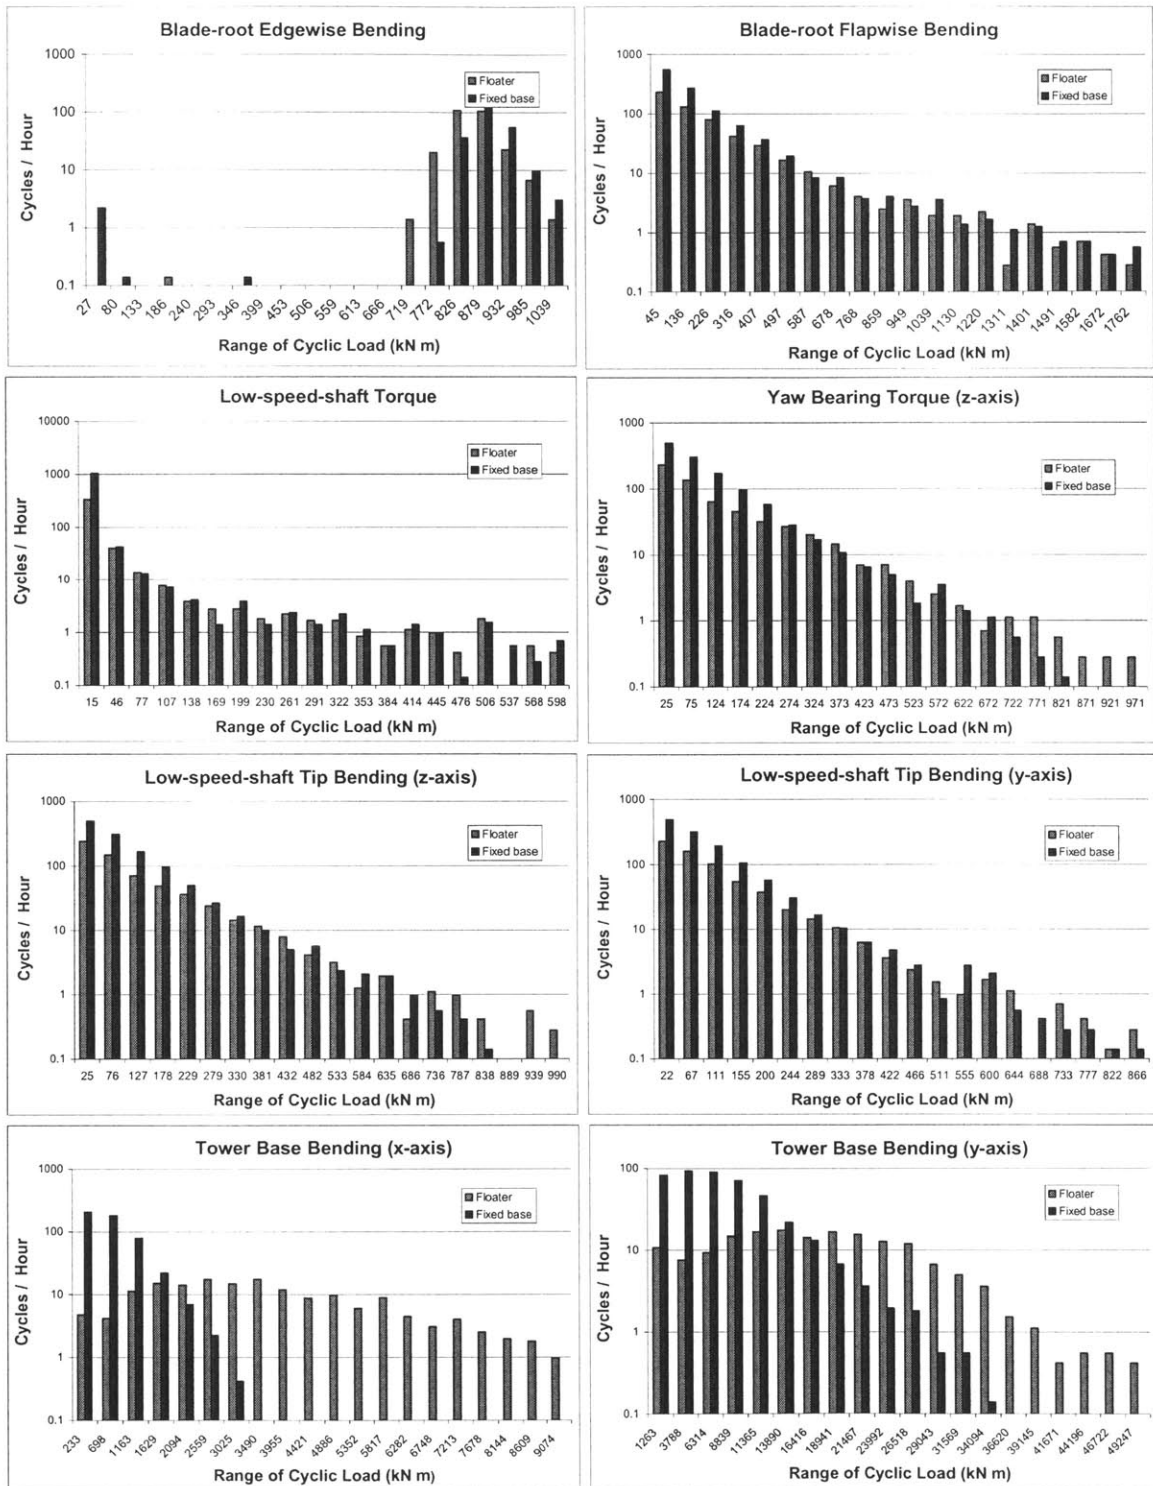 Blade-root Edgewise Bending
1000
100
10
1
0.1
Cycles / Hour
Floater
Fixed base
27 80 133 186 240 293 346 399 453 506 559 613 666 719 772 826 879 932 985 1039
Range of Cyclic Load (kN m)
Blade-root Flapwise Bending
1000
100
10
1
0.1
Cycles / Hour
Floater
Fixed base
45 136 226 316 407 497 587 678 768 859 949 1039 1130 1220 1311 1401 1491 1582 1672 1762
Range of Cyclic Load (kN m)
Low-speed-shaft Torque
10000
1000
100
10
1
0.1
Cycles / Hour
Floater
Fixed base
15 46 77 107 138 169 199 230 261 291 322 353 384 414 445 476 506 537 568 598
Range of Cyclic Load (kN m)
Yaw Bearing Torque (z-axis)
1000
100
10
1
0.1
Cycles / Hour
Floater
Fixed base
25 75 124 174 224 274 324 373 423 473 523 572 622 672 722 771 821 871 921 971
Range of Cyclic Load (kN m)
Low-speed-shaft Tip Bending (z-axis)
1000
100
10
1
0.1
Cycles / Hour
Floater
Fixed base
25 76 127 178 229 279 330 381 432 482 533 584 635 686 736 787 838 889 939 990
Range of Cyclic Load (kN m)
Low-speed-shaft Tip Bending (y-axis)
1000
100
10
1
0.1
Cycles / Hour
Floater
Fixed base
22 67 111 155 200 244 289 333 378 422 466 511 555 600 644 688 733 777 822 866
Range of Cyclic Load (kN m)
Tower Base Bending (x-axis)
1000
100
10
1
0.1
Cycles / Hour
Floater
Fixed base
233 698 1163 1629 2094 2559 3025 3490 3955 4421 4886 5352 5817 6282 6748 7213 7678 8144 8609 9074
Range of Cyclic Load (kN m)
Tower Base Bending (y-axis)
100
10
1
0.1
Cycles / Hour
Floater
Fixed base
1263 3788 6314 8839 11365 13890 16416 18941 21467 23992 26518 29043 31569 34094 36620 39145 41671 44196 46722 49247
Range of Cyclic Load (kN m)